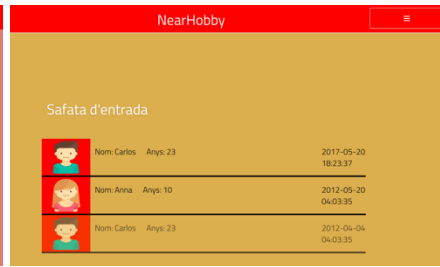 NearHobby
Safata d'entrada
Nom: Carlos Anys: 23 2017-05-20
18:23:37
Nom: Anna Anys: 10 2012-05-20
04:03:35
Nom: Carlos Anys: 23 2012-04-04
04:03:35